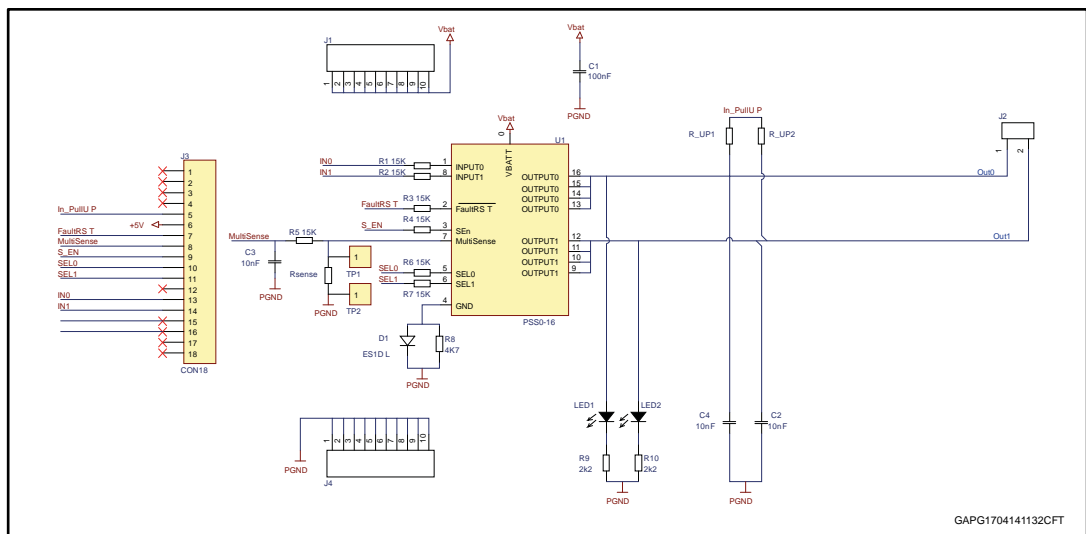 Vbat
J1
1 2 3 4 5 6 7 8 9 10
Vbat
C1
100nF
PGND
In_PullU P
R_UP1
R_UP2
J2
1
2
Out0
Out1
Vbat
0
U1
VBATT
IN0
R1 15K
1
INPUT0
IN1
R2 15K
8
INPUT1
FaultRS T
R3 15K
2
FaultRS T
S_EN
R4 15K
3
SEn
MultiSense
R5 15K
7
MultiSense
C3
10nF
PGND
Rsense
PGND
1
TP1
1
TP2
SEL0
R6 15K
5
SEL0
SEL1
R7 15K
6
SEL1
4
GND
OUTPUT0 16
OUTPUT0 15
OUTPUT0 14
OUTPUT0 13
OUTPUT1 12
OUTPUT1 11
OUTPUT1 10
OUTPUT1 9
PSS0-16
D1
ES1D L
R8
4K7
PGND
J3
1
2
3
4
In_PullU P
5
+5V
6
FaultRS T
7
MultiSense
8
S_EN
9
SEL0
10
SEL1
11
12
IN0
13
IN1
14
15
16
17
18
CON18
LED1
LED2
R9
2k2
R10
2k2
PGND
C4
10nF
C2
10nF
PGND
1 2 3 4 5 6 7 8 9 10
J4
PGND
GAPG1704141132CFT